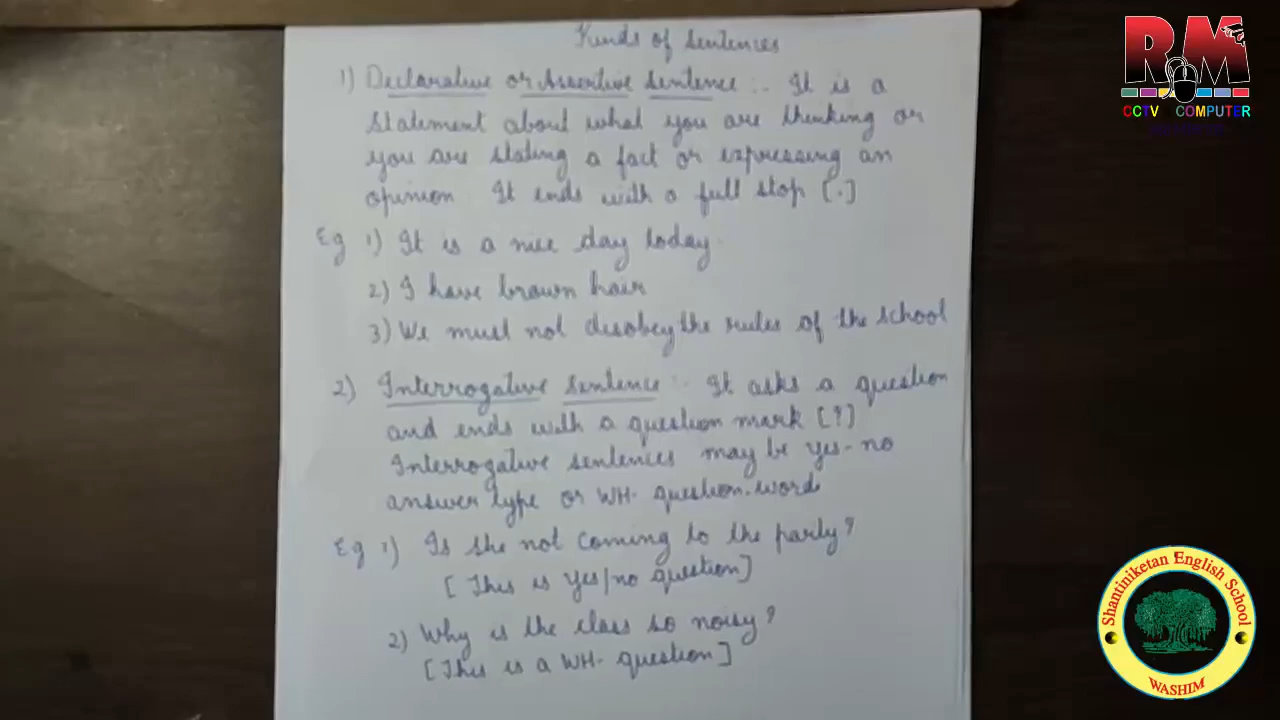 Kinds of Sentences
1) Declarative or Assertive Sentence :- It is a
statement about what you are thinking or
you are stating a fact or expressing an
opinion. It ends with a full stop [.]
Eg 1) It is a nice day today.
2) I have brown hair
3) We must not disobey the rules of the school
2) Interrogative Sentence :- It asks a question
and ends with a question mark [?]
Interrogative sentences may be yes-no
answer type or WH- question-word
Eg 1) Is she not coming to the party?
[This is yes/no question]
2) Why is the class so noisy?
[This is a WH- question]
RM
CCTV COMPUTER
Shantiniketan English School
WASHIM